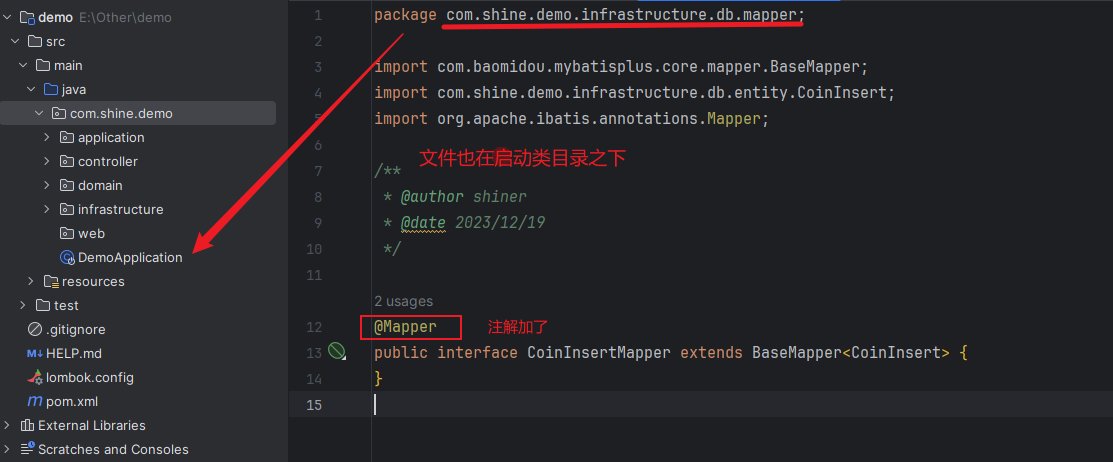 demo E:\Other\demo
src
main
java
com.shine.demo
application
controller
domain
infrastructure
web
DemoApplication
resources
test
.gitignore
HELP.md
lombok.config
pom.xml
External Libraries
Scratches and Consoles
1 package com.shine.demo.infrastructure.db.mapper;
2
3 import com.baomidou.mybatisplus.core.mapper.BaseMapper;
4 import com.shine.demo.infrastructure.db.entity.CoinInsert;
5 import org.apache.ibatis.annotations.Mapper;
6
文件也在启动类目录之下
7 /**
8 * @author shiner
9 * @date 2023/12/19
10 */
11
2 usages
12 @Mapper 注解加了
13 public interface CoinInsertMapper extends BaseMapper<CoinInsert> {
14 }
15